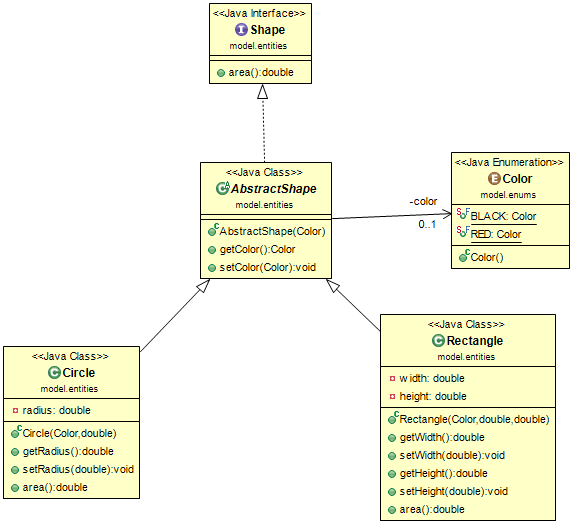 <<Java Interface>>
Shape
model.entities
area():double
<<Java Class>>
AbstractShape
model.entities
AbstractShape(Color)
getColor():Color
setColor(Color):void
-color
0..1
<<Java Enumeration>>
Color
model.enums
BLACK: Color
RED: Color
Color()
<<Java Class>>
Circle
model.entities
radius: double
Circle(Color,double)
getRadius():double
setRadius(double):void
area():double
<<Java Class>>
Rectangle
model.entities
width: double
height: double
Rectangle(Color,double,double)
getWidth():double
setWidth(double):void
getHeight():double
setHeight(double):void
area():double